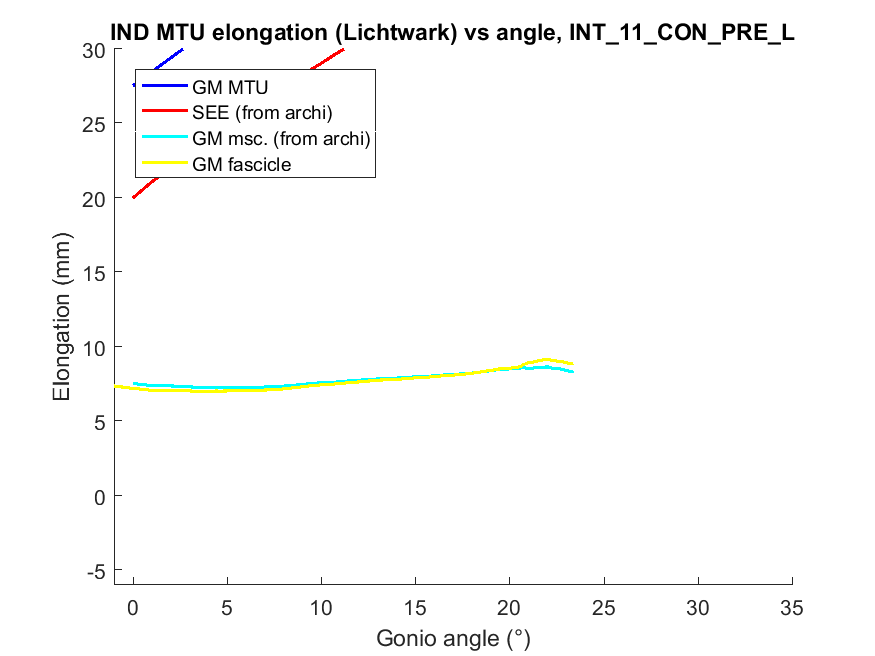 IND MTU elongation (Lichtwark) vs angle, INT_11_CON_PRE_L
30
25
20
15
10
5
0
-5
Elongation (mm)
GM MTU
SEE (from archi)
GM msc. (from archi)
GM fascicle
0 5 10 15 20 25 30 35
Gonio angle (°)